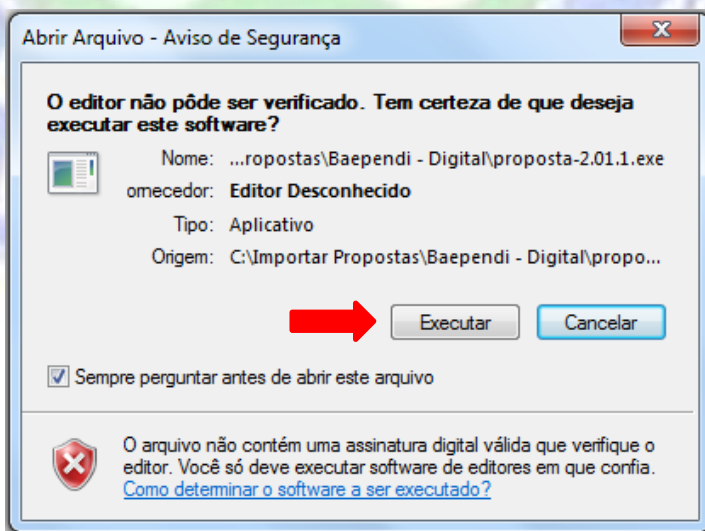 Abrir Arquivo - Aviso de Segurança
O editor não pôde ser verificado. Tem certeza de que deseja
executar este software?
Nome: ...ropostas\Baependi - Digital\proposta-2.01.1.exe
omecedor: Editor Desconhecido
Tipo: Aplicativo
Origem: C:\Importar Propostas\Baependi - Digital\propo...
Executar Cancelar
Sempre perguntar antes de abrir este arquivo
O arquivo não contém uma assinatura digital válida que verifique o
editor. Você só deve executar software de editores em que confia.
Como determinar o software a ser executado?